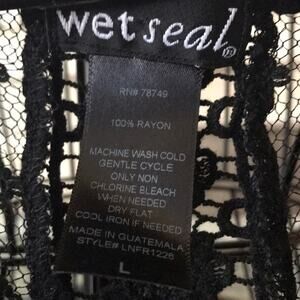 wet seal®
RN# 78749
100% RAYON
MACHINE WASH COLD
GENTLE CYCLE
ONLY NON
CHLORINE BLEACH
WHEN NEEDED
DRY FLAT
COOL IRON IF NEEDED
MADE IN GUATEMALA
STYLE# LNFR1226
L